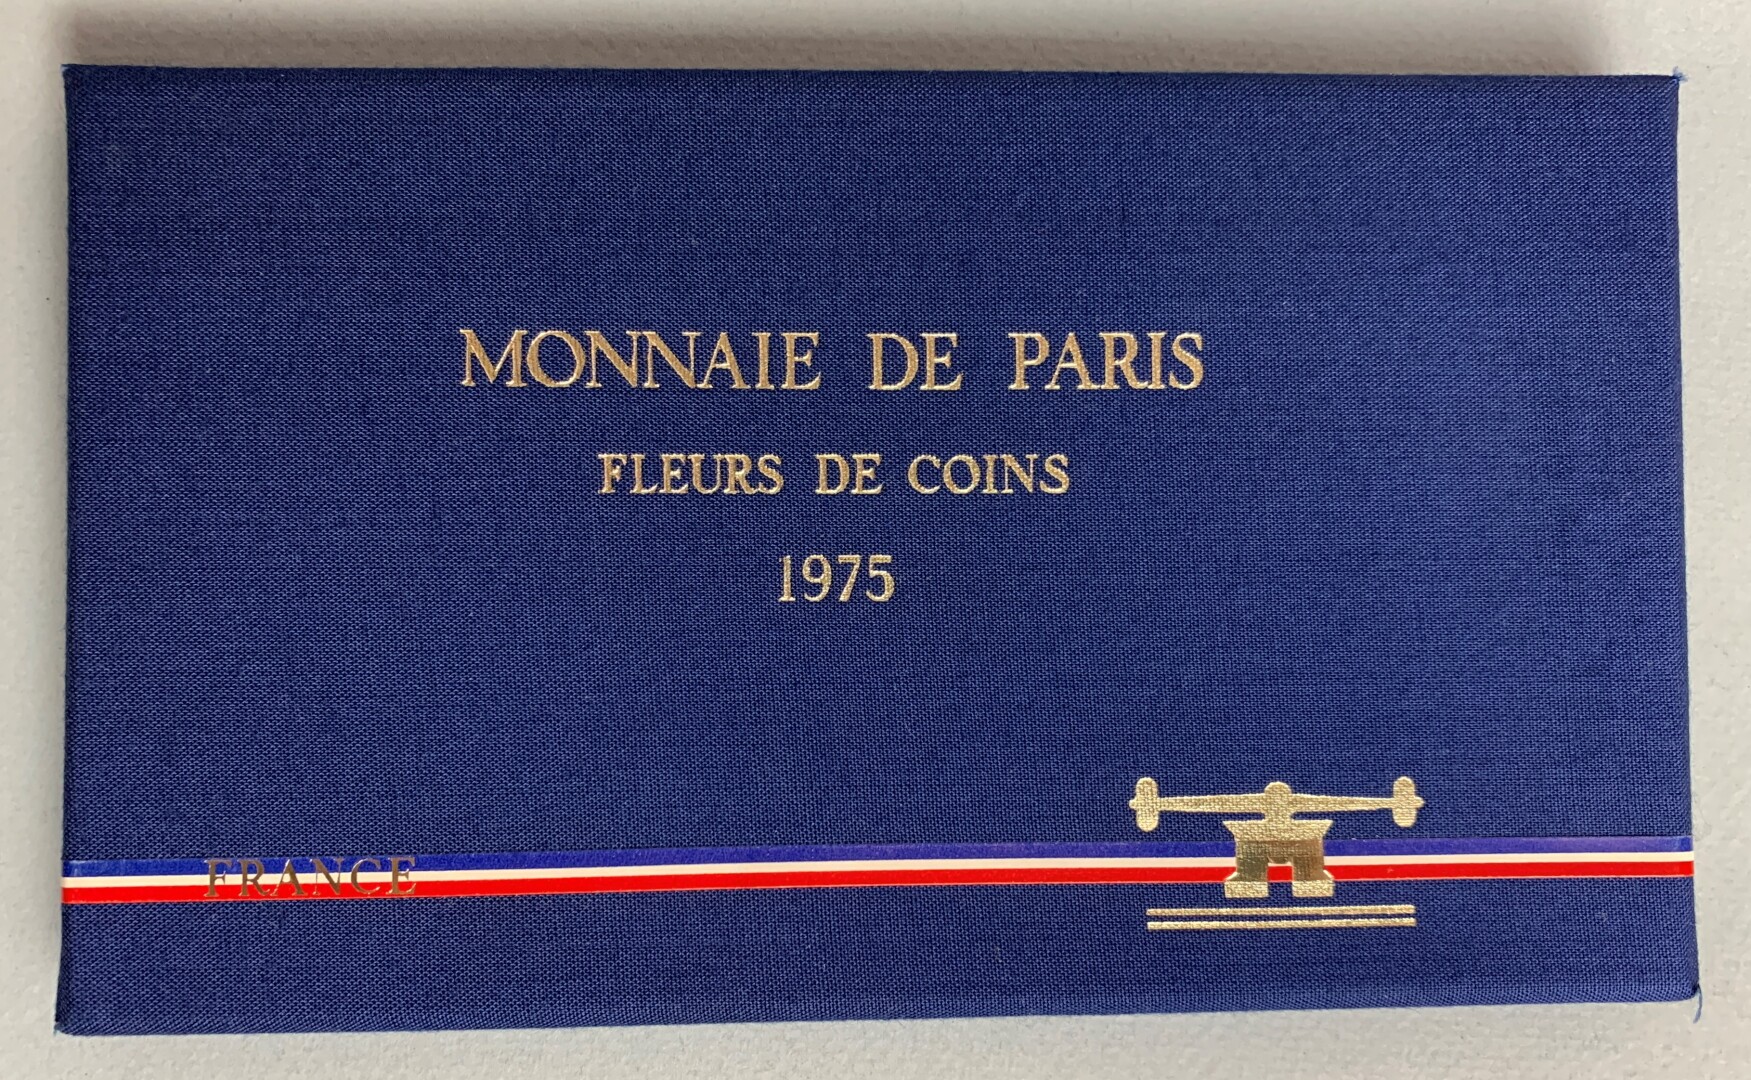 MONNAIE DE PARIS
FLEURS DE COINS
1975
FRANCE